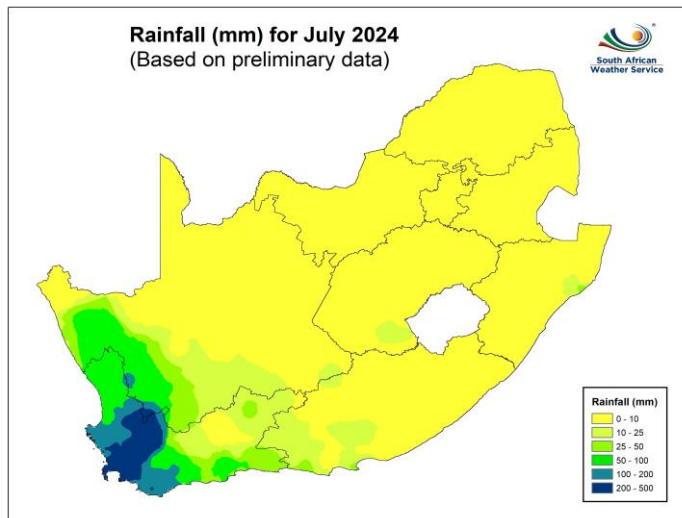 Rainfall (mm) for July 2024
(Based on preliminary data)
South African
Weather Service
Rainfall (mm)
0 - 10
10 - 25
25 - 50
50 - 100
100 - 200
200 - 500